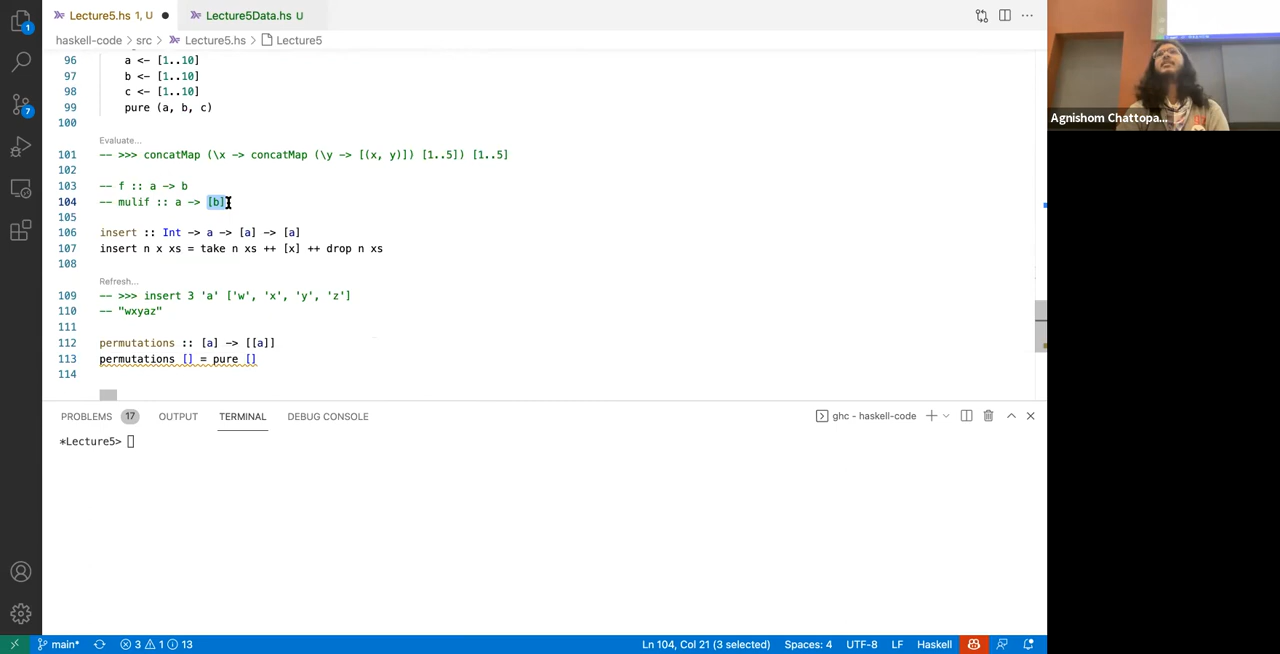 Lecture5.hs 1, U
Lecture5Data.hs U
haskell-code > src > Lecture5.hs > Lecture5
96 a <- [1..10]
97 b <- [1..10]
98 c <- [1..10]
99 pure (a, b, c)
100
Evaluate...
101 -- >>> concatMap (\x -> concatMap (\y -> [(x, y)]) [1..5]) [1..5]
102
103 -- f :: a -> b
104 -- mulif :: a -> [b]
105
106 insert :: Int -> a -> [a] -> [a]
107 insert n x xs = take n xs ++ [x] ++ drop n xs
108
Refresh...
109 -- >>> insert 3 'a' ['w', 'x', 'y', 'z']
110 -- "wxyaz"
111
112 permutations :: [a] -> [[a]]
113 permutations [] = pure []
114
PROBLEMS 17 OUTPUT TERMINAL DEBUG CONSOLE
ghc - haskell-code
*Lecture5>
main* 3 1 13
Ln 104, Col 21 (3 selected) Spaces: 4 UTF-8 LF Haskell
1
7
Agnishom Chattopa...